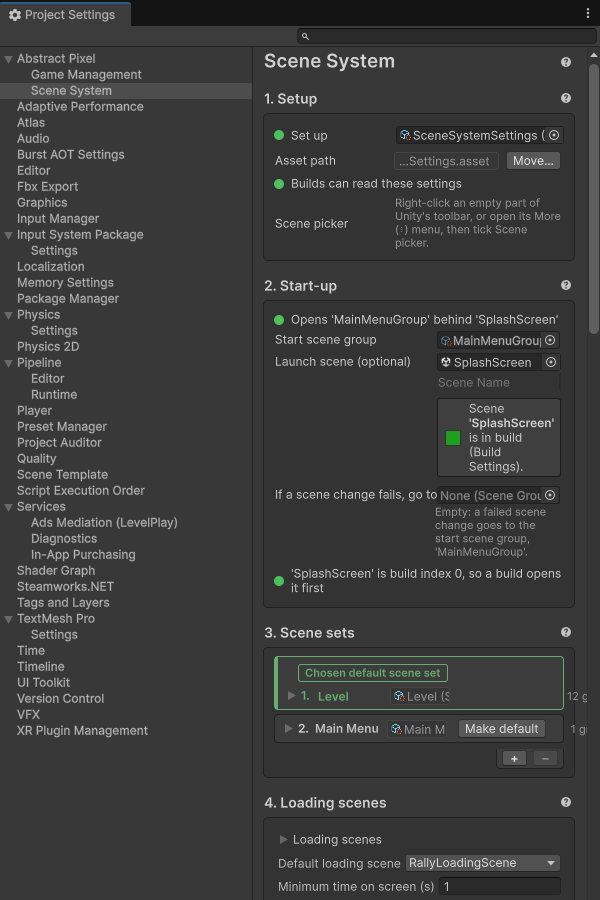 Project Settings
Abstract Pixel
Game Management
Scene System
Adaptive Performance
Atlas
Audio
Burst AOT Settings
Editor
Fbx Export
Graphics
Input Manager
Input System Package
Settings
Localization
Memory Settings
Package Manager
Physics
Settings
Physics 2D
Pipeline
Editor
Runtime
Player
Preset Manager
Project Auditor
Quality
Scene Template
Script Execution Order
Services
Ads Mediation (LevelPlay)
Diagnostics
In-App Purchasing
Shader Graph
Steamworks.NET
Tags and Layers
TextMesh Pro
Settings
Time
Timeline
UI Toolkit
Version Control
VFX
XR Plugin Management
Scene System
1. Setup
Set up SceneSystemSettings (
Asset path ...Settings.asset Move...
Builds can read these settings
Scene picker
Right-click an empty part of
Unity's toolbar, or open its More
(⋮) menu, then tick Scene
picker.
2. Start-up
Opens 'MainMenuGroup' behind 'SplashScreen'
Start scene group MainMenuGrou
Launch scene (optional) SplashScreen
Scene Name
Scene
'SplashScreen'
is in build
(Build
Settings).
If a scene change fails, go to None (Scene Grou
Empty: a failed scene
change goes to the
start scene group,
'MainMenuGroup'.
'SplashScreen' is build index 0, so a build opens
it first
3. Scene sets
Chosen default scene set
1. Level Level (S 12 g
2. Main Menu Main M Make default 1 g
+ −
4. Loading scenes
Loading scenes
Default loading scene RallyLoadingScene
Minimum time on screen (s) 1